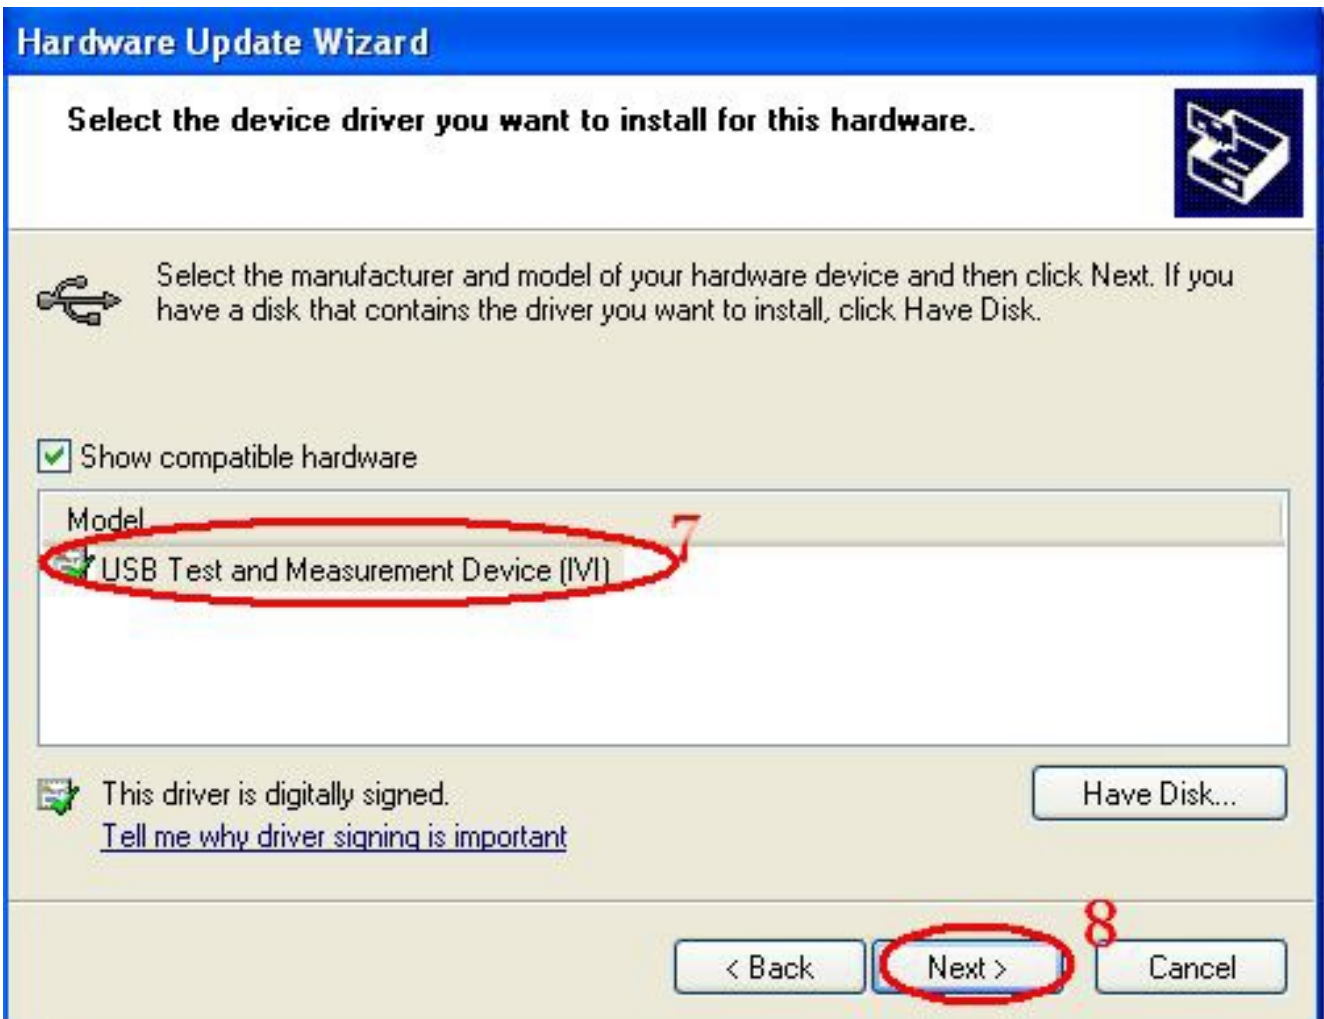 Hardware Update Wizard
Select the device driver you want to install for this hardware.
Select the manufacturer and model of your hardware device and then click Next. If you
have a disk that contains the driver you want to install, click Have Disk.
Show compatible hardware
Model
7
USB Test and Measurement Device (IVI)
This driver is digitally signed.
Have Disk...
Tell me why driver signing is important
8
< Back
Next >
Cancel